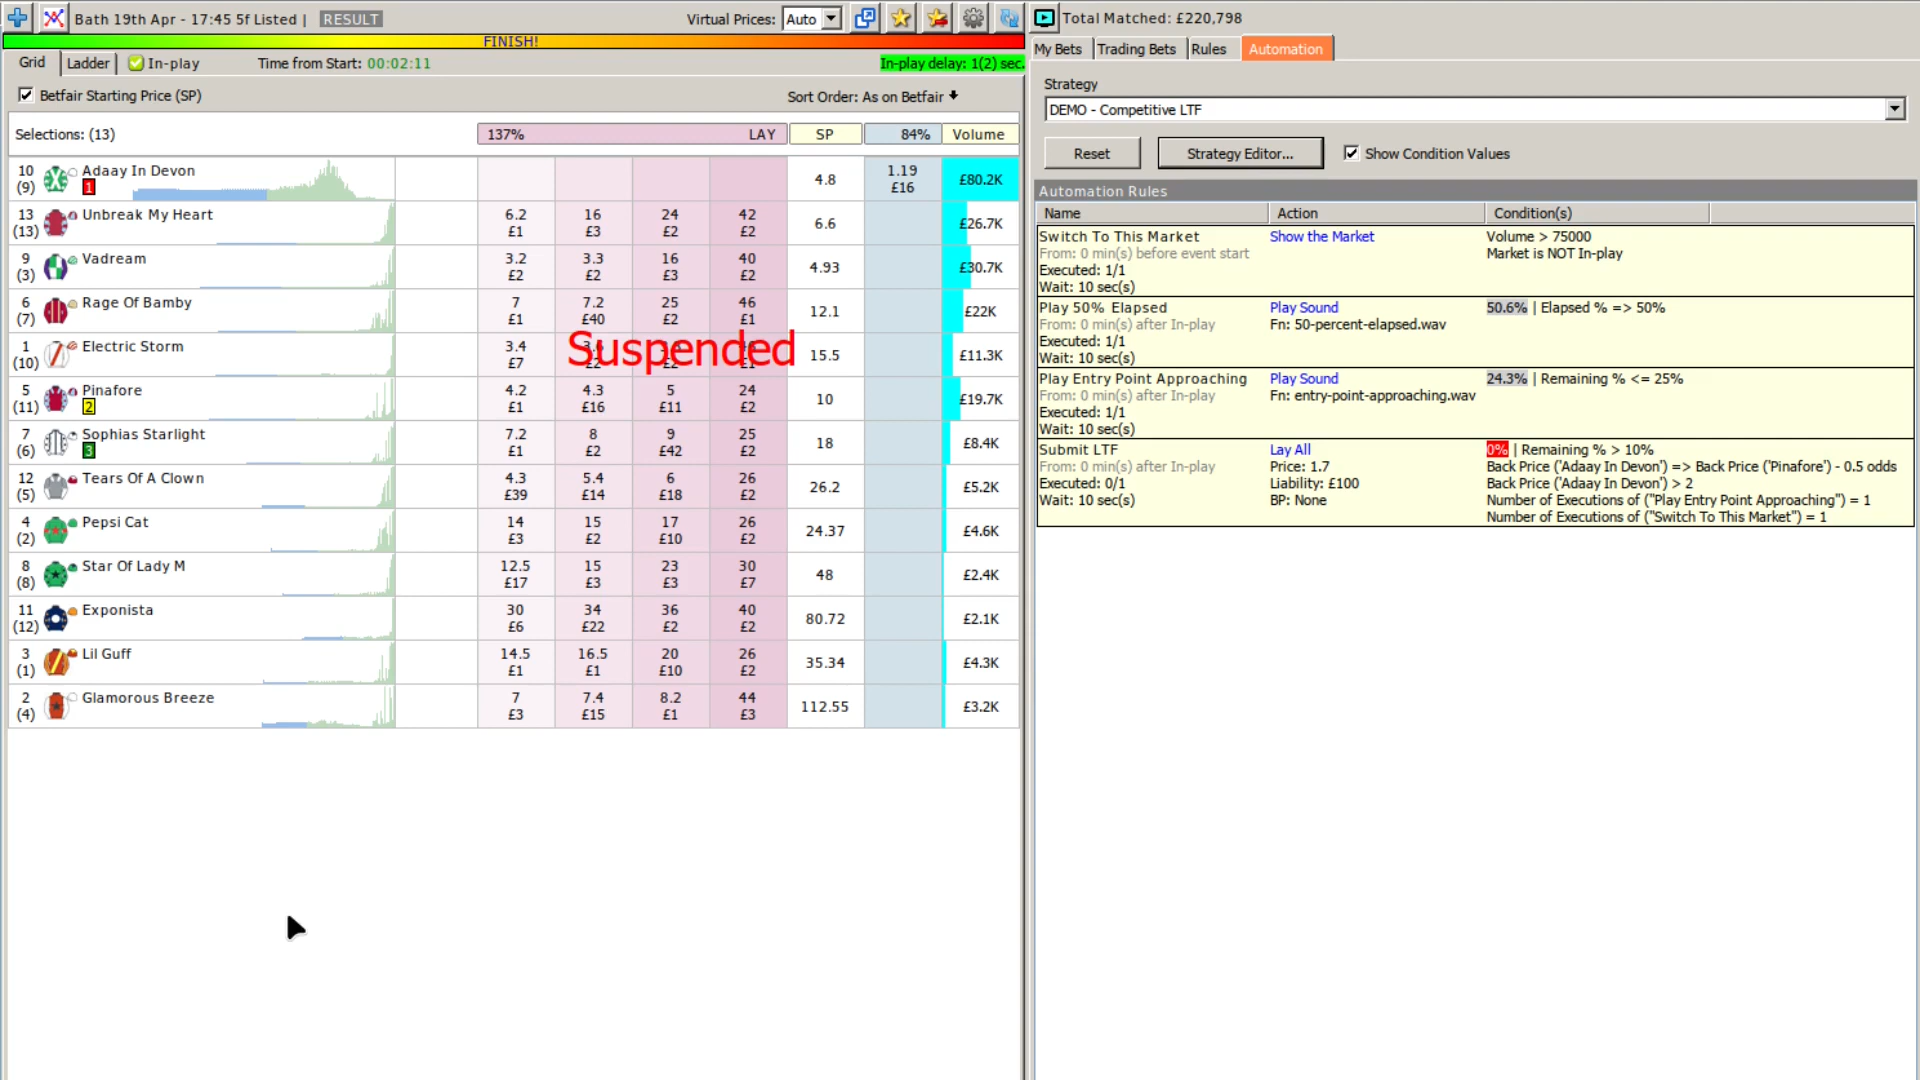 Bath 19th Apr - 17:45 5f Listed | RESULT Virtual Prices: Auto
FINISH!
Grid Ladder In-play Time from Start: 00:02:11 In-play delay: 1(2) sec.
Betfair Starting Price (SP) Sort Order: As on Betfair
Selections: (13) 137% LAY SP 84% Volume
10 Adaay In Devon 1.19
(9) 1 4.8 £16 £80.2K
13 Unbreak My Heart 6.2 16 24 42
(13) £1 £3 £2 £2 6.6 £26.7K
9 Vadream 3.2 3.3 16 40
(3) £2 £2 £3 £2 4.93 £30.7K
6 Rage Of Bamby 7 7.2 25 46
(7) £1 £40 £2 £1 12.1 £22K
Suspended
1 Electric Storm 3.4
(10) £7 15.5 £11.3K
5 Pinafore 4.2 4.3 5 24
(11) 2 £1 £16 £11 £2 10 £19.7K
7 Sophias Starlight 7.2 8 9 25
(6) 3 £1 £2 £42 £2 18 £8.4K
12 Tears Of A Clown 4.3 5.4 6 26
(5) £39 £14 £18 £2 26.2 £5.2K
4 Pepsi Cat 14 15 17 26
(2) £3 £2 £10 £2 24.37 £4.6K
8 Star Of Lady M 12.5 15 23 30
(8) £17 £3 £3 £7 48 £2.4K
11 Exponista 30 34 36 40
(12) £6 £22 £2 £2 80.72 £2.1K
3 Lil Guff 14.5 16.5 20 26
(1) £1 £1 £10 £2 35.34 £4.3K
2 Glamorous Breeze 7 7.4 8.2 44
(4) £3 £15 £1 £3 112.55 £3.2K
Total Matched: £220,798
My Bets Trading Bets Rules Automation
Strategy
DEMO - Competitive LTF
Reset Strategy Editor... Show Condition Values
Automation Rules
Name Action Condition(s)
Switch To This Market Show the Market Volume > 75000
From: 0 min(s) before event start Market is NOT In-play
Executed: 1/1
Wait: 10 sec(s)
Play 50% Elapsed Play Sound 50.6% | Elapsed % => 50%
From: 0 min(s) after In-play Fn: 50-percent-elapsed.wav
Executed: 1/1
Wait: 10 sec(s)
Play Entry Point Approaching Play Sound 24.3% | Remaining % <= 25%
From: 0 min(s) after In-play Fn: entry-point-approaching.wav
Executed: 1/1
Wait: 10 sec(s)
Submit LTF Lay All 0% | Remaining % > 10%
From: 0 min(s) after In-play Price: 1.7 Back Price ('Adaay In Devon') => Back Price ('Pinafore') - 0.5 odds
Executed: 0/1 Liability: £100 Back Price ('Adaay In Devon') > 2
Wait: 10 sec(s) BP: None Number of Executions of ("Play Entry Point Approaching") = 1
Number of Executions of ("Switch To This Market") = 1